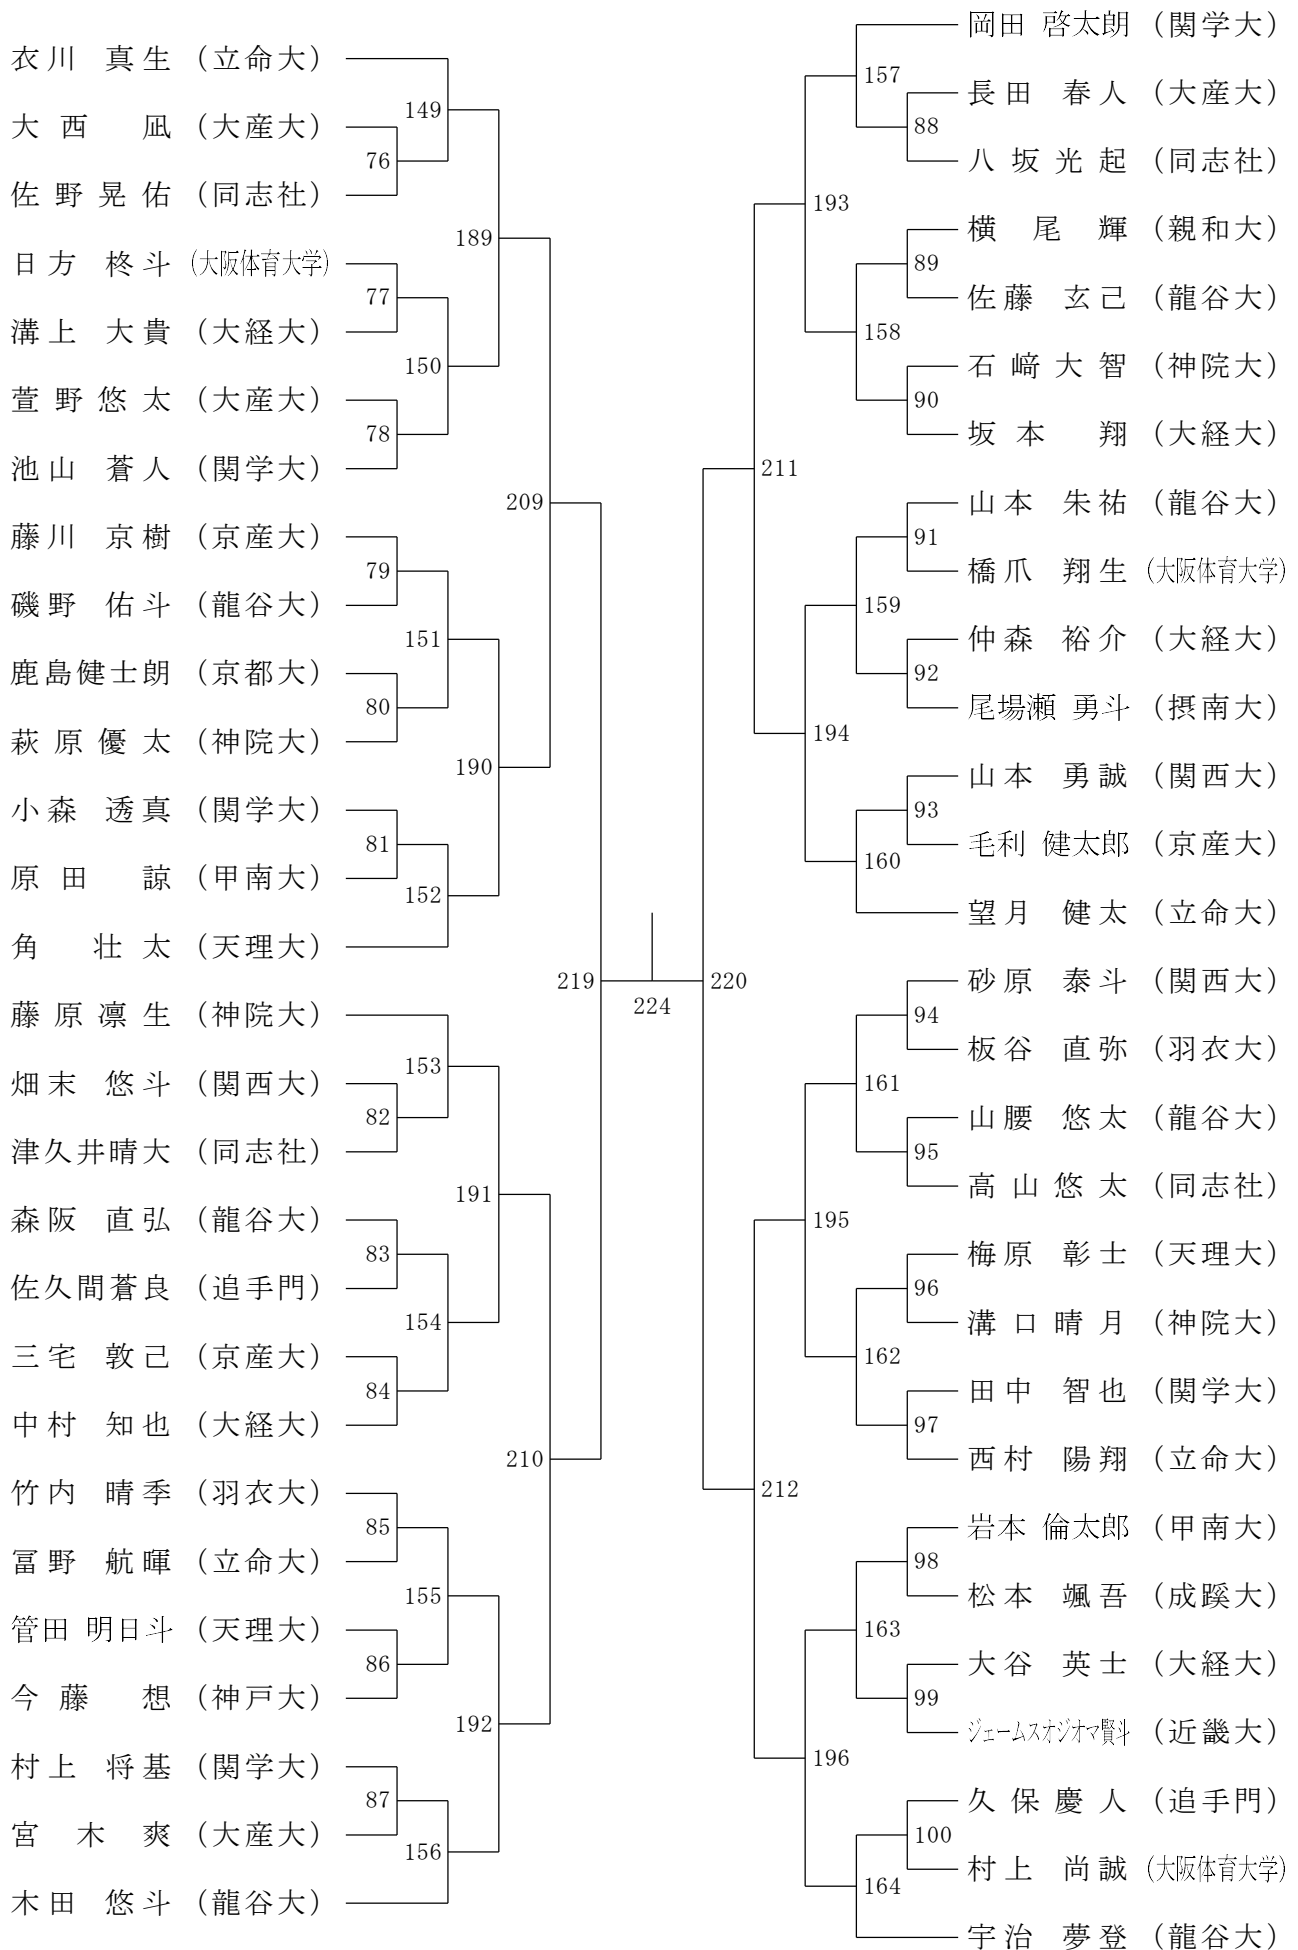 衣川 真生 (立命大)
149
大西 凪 (大産大)
76
佐野晃佑 (同志社)
189
日方 柊斗 (大阪体育大学)
77
溝上 大貴 (大経大)
150
萱野悠太 (大産大)
78
池山 蒼人 (関学大)
209
藤川 京樹 (京産大)
79
磯野 佑斗 (龍谷大)
151
鹿島健士朗 (京都大)
80
萩原優太 (神院大)
190
小森 透真 (関学大)
81
原田 諒 (甲南大)
152
角 壮太 (天理大)
219
藤原凛生 (神院大)
153
畑末 悠斗 (関西大)
82
津久井晴大 (同志社)
191
森阪 直弘 (龍谷大)
83
佐久間蒼良 (追手門)
154
三宅 敦己 (京産大)
84
中村 知也 (大経大)
210
竹内 晴季 (羽衣大)
85
冨野 航暉 (立命大)
155
管田 明日斗 (天理大)
86
今藤 想 (神戸大)
192
村上 将基 (関学大)
87
宮木爽 (大産大)
156
木田 悠斗 (龍谷大)
224
岡田 啓太朗 (関学大)
157
長田 春人 (大産大)
88
八坂光起 (同志社)
193
横尾輝 (親和大)
89
佐藤 玄己 (龍谷大)
158
石﨑大智 (神院大)
90
坂本 翔 (大経大)
211
山本 朱祐 (龍谷大)
91
橋爪 翔生 (大阪体育大学)
159
仲森 裕介 (大経大)
92
尾場瀬 勇斗 (摂南大)
194
山本 勇誠 (関西大)
93
毛利 健太郎 (京産大)
160
望月 健太 (立命大)
220
砂原 泰斗 (関西大)
94
板谷 直弥 (羽衣大)
161
山腰 悠太 (龍谷大)
95
高山悠太 (同志社)
195
梅原 彰士 (天理大)
96
溝口晴月 (神院大)
162
田中 智也 (関学大)
97
西村 陽翔 (立命大)
212
岩本 倫太郎 (甲南大)
98
松本 颯吾 (成蹊大)
163
大谷 英士 (大経大)
99
ジェームスオジオマ賢斗 (近畿大)
196
久保慶人 (追手門)
100
村上 尚誠 (大阪体育大学)
164
宇治 夢登 (龍谷大)